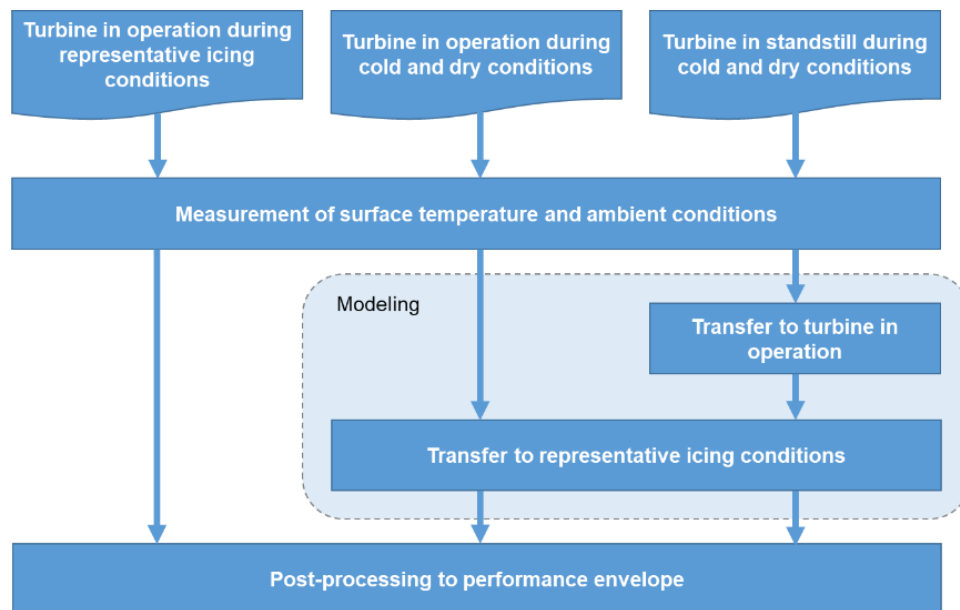 Turbine in operation during
representative icing
conditions
Turbine in operation during
cold and dry conditions
Turbine in standstill during
cold and dry conditions
Measurement of surface temperature and ambient conditions
Modeling
Transfer to turbine in
operation
Transfer to representative icing conditions
Post-processing to performance envelope